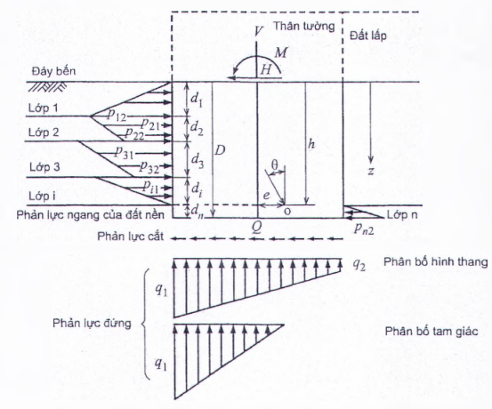 Thân tường
Đất lấp
V
M
H
Đáy bến
Lớp 1
d₁
p₁₂
p₂₁
d₂
Lớp 2
p₂₂
p₃₁
d₃
D
h
z
p₃₂
Lớp 3
θ
pᵢ₁
dᵢ
e
Lớp i
o
Lớp n
Phản lực ngang của đất nền
dₙ
pₙ₂
Q
Phản lực cắt
q₂
Phân bố hình thang
q₁
Phản lực đứng
Phân bố tam giác
q₁